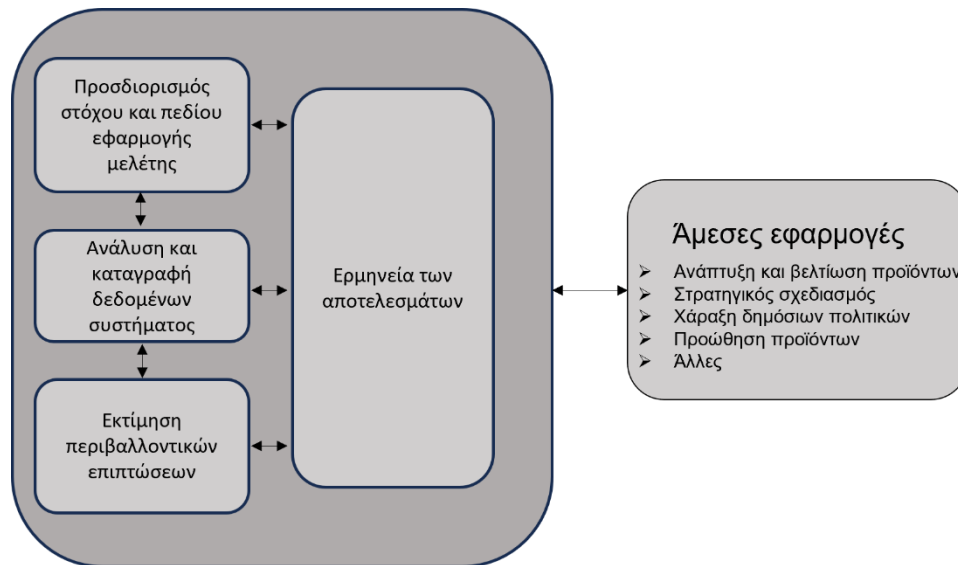 Προσδιορισμός
στόχου και πεδίου
εφαρμογής
μελέτης
Ανάλυση και
καταγραφή
δεδομένων
συστήματος
Εκτίμηση
περιβαλλοντικών
επιπτώσεων
Ερμηνεία των
αποτελεσμάτων
Άμεσες εφαρμογές
Ανάπτυξη και βελτίωση προϊόντων
Στρατηγικός σχεδιασμός
Χάραξη δημόσιων πολιτικών
Προώθηση προϊόντων
Άλλες